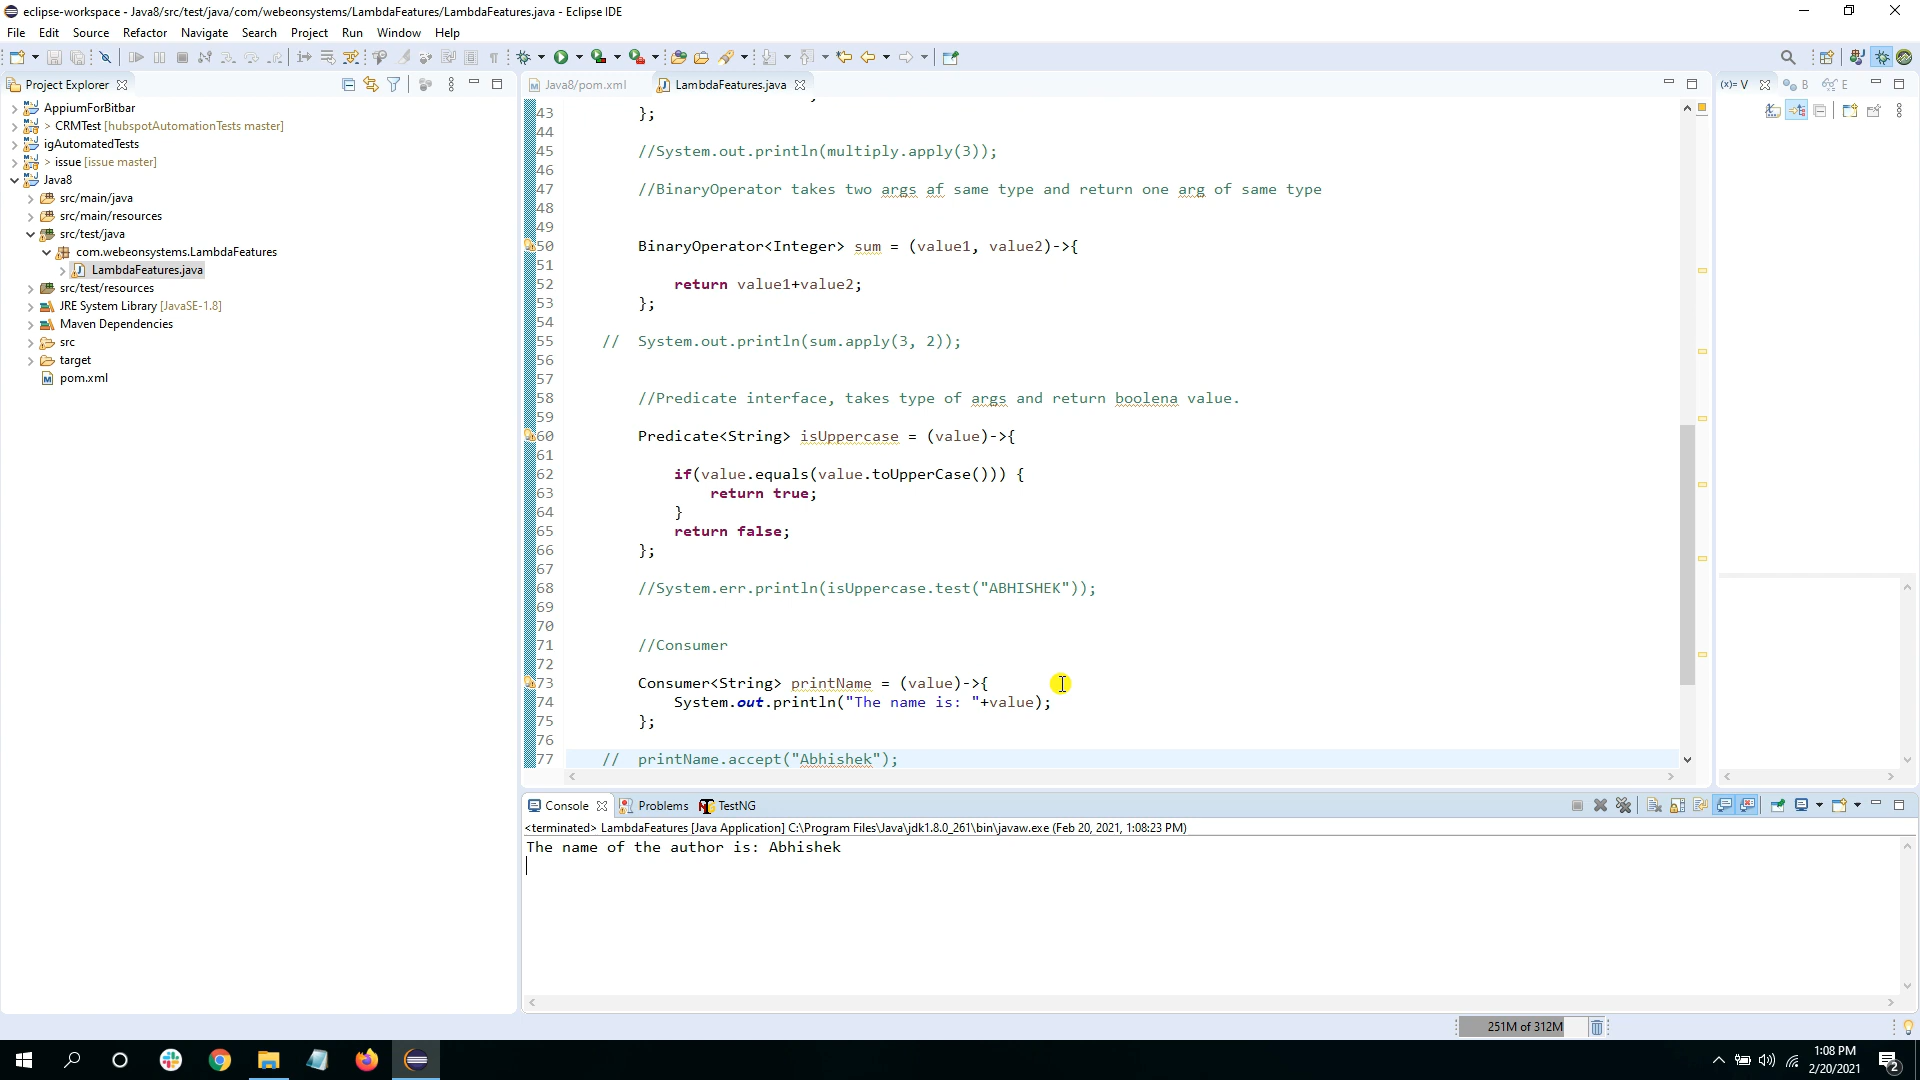 eclipse-workspace - Java8/src/test/java/com/webeonsystems/LambdaFeatures/LambdaFeatures.java - Eclipse IDE
File Edit Source Refactor Navigate Search Project Run Window Help
Project Explorer
Java8/pom.xml
LambdaFeatures.java
(x)= V
B
E
AppiumForBitbar
> CRMTest [hubspotAutomationTests master]
igAutomatedTests
> issue [issue master]
Java8
src/main/java
src/main/resources
src/test/java
com.webeonsystems.LambdaFeatures
LambdaFeatures.java
src/test/resources
JRE System Library [JavaSE-1.8]
Maven Dependencies
src
target
pom.xml
43 };
44
45 //System.out.println(multiply.apply(3));
46
47 //BinaryOperator takes two args af same type and return one arg of same type
48
49
50 BinaryOperator<Integer> sum = (value1, value2)->{
51
52 return value1+value2;
53 };
54
55 // System.out.println(sum.apply(3, 2));
56
57
58 //Predicate interface, takes type of args and return boolena value.
59
60 Predicate<String> isUppercase = (value)->{
61
62 if(value.equals(value.toUpperCase())) {
63 return true;
64 }
65 return false;
66 };
67
68 //System.err.println(isUppercase.test("ABHISHEK"));
69
70
71 //Consumer
72
73 Consumer<String> printName = (value)->{
74 System.out.println("The name is: "+value);
75 };
76
77 // printName.accept("Abhishek");
Console Problems TestNG
<terminated> LambdaFeatures [Java Application] C:\Program Files\Java\jdk1.8.0_261\bin\javaw.exe (Feb 20, 2021, 1:08:23 PM)
The name of the author is: Abhishek
251M of 312M
1:08 PM
2/20/2021
2